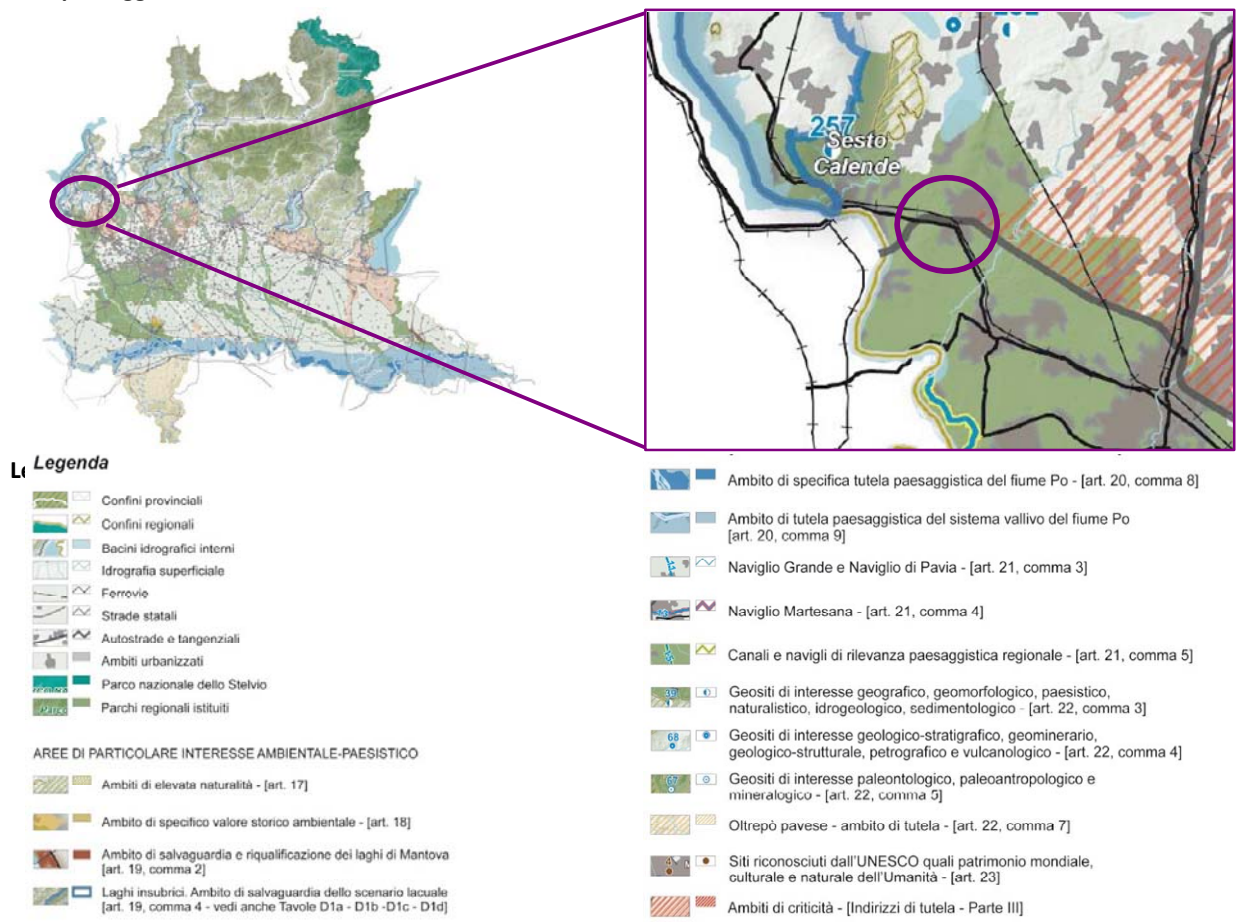 257
Sesto
Calende
Legenda
Confini provinciali
Confini regionali
Bacini idrografici interni
Idrografia superficiale
Ferrovie
Strade statali
Autostrade e tangenziali
Ambiti urbanizzati
Parco nazionale dello Stelvio
Parchi regionali istituiti
AREE DI PARTICOLARE INTERESSE AMBIENTALE-PAESISTICO
Ambiti di elevata naturalità - [art. 17]
Ambito di specifico valore storico ambientale - [art. 18]
Ambito di salvaguardia e riqualificazione dei laghi di Mantova
[art. 19, comma 2]
Laghi insubrici. Ambito di salvaguardia dello scenario lacuale
[art. 19, comma 4 - vedi anche Tavole D1a - D1b -D1c - D1d]
Ambito di specifica tutela paesaggistica del fiume Po - [art. 20, comma 8]
Ambito di tutela paesaggistica del sistema vallivo del fiume Po
[art. 20, comma 9]
Naviglio Grande e Naviglio di Pavia - [art. 21, comma 3]
Naviglio Martesana - [art. 21, comma 4]
Canali e navigli di rilevanza paesaggistica regionale - [art. 21, comma 5]
39
Geositi di interesse geografico, geomorfologico, paesistico,
naturalistico, idrogeologico, sedimentologico - [art. 22, comma 3]
68
Geositi di interesse geologico-stratigrafico, geominerario,
geologico-strutturale, petrografico e vulcanologico - [art. 22, comma 4]
67
Geositi di interesse paleontologico, paleoantropologico e
mineralogico - [art. 22, comma 5]
Oltrepò pavese - ambito di tutela - [art. 22, comma 7]
4
Siti riconosciuti dall'UNESCO quali patrimonio mondiale,
culturale e naturale dell'Umanità - [art. 23]
Ambiti di criticità - [Indirizzi di tutela - Parte III]